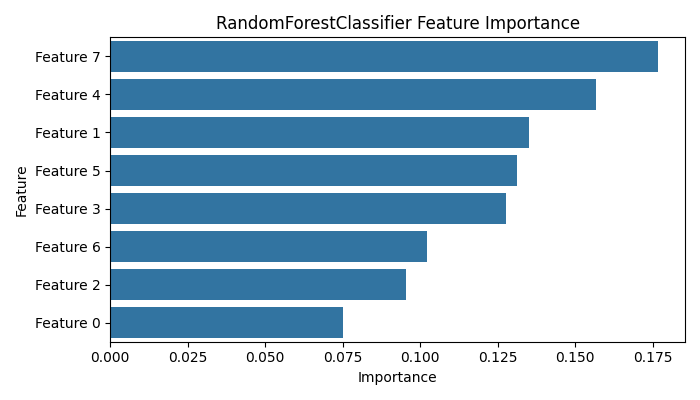 RandomForestClassifier Feature Importance
Feature 7
Feature 4
Feature 1
Feature 5
Feature 3
Feature 6
Feature 2
Feature 0
Feature
0.000 0.025 0.050 0.075 0.100 0.125 0.150 0.175
Importance